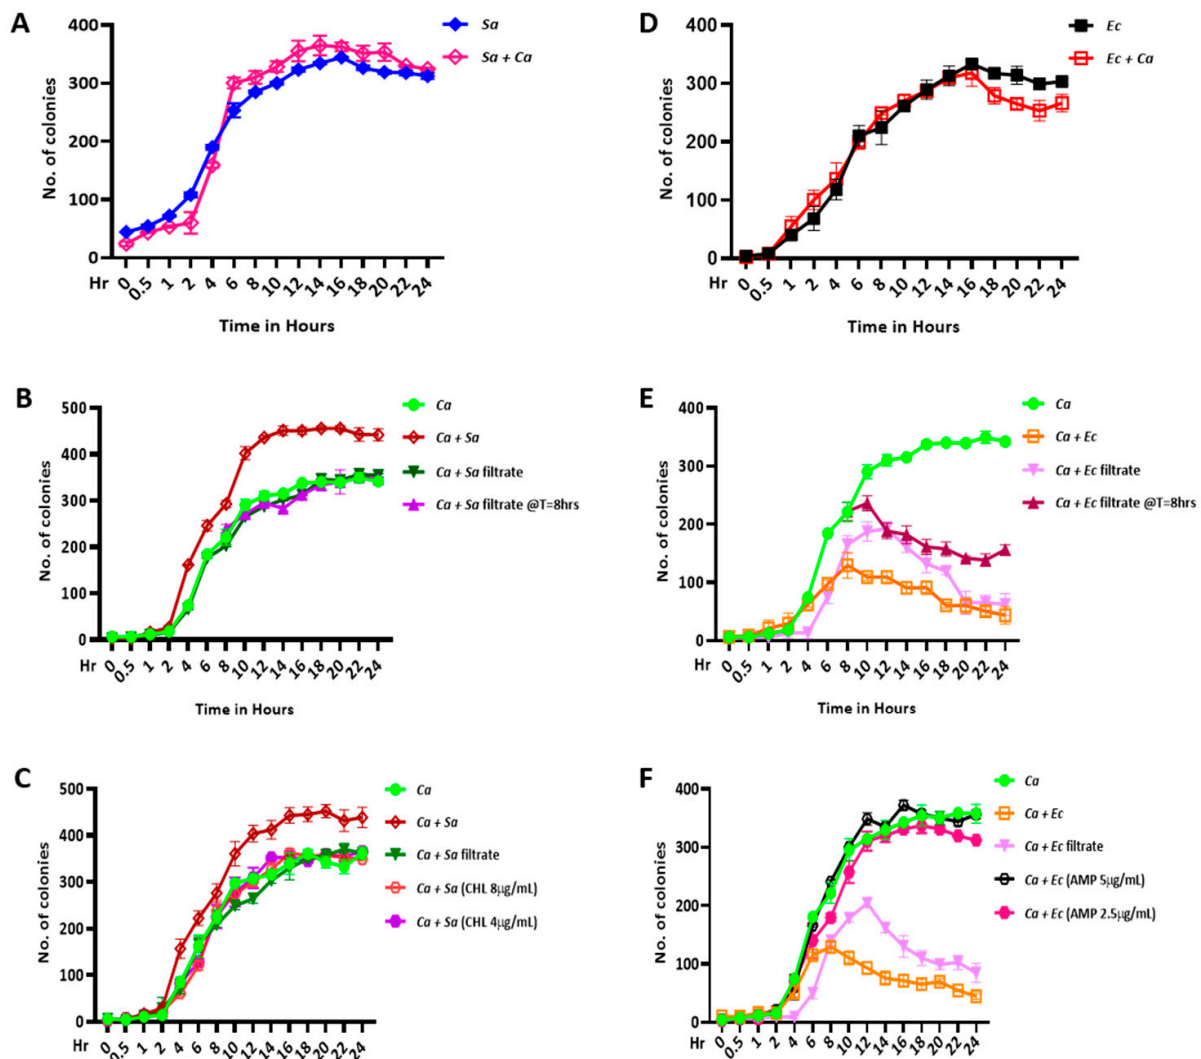 A
No. of colonies
400
300
200
100
0
Hr
0
0.5
1
2
4
6
8
10
12
14
16
18
20
22
24
Time in Hours
Sa
Sa + Ca
D
No. of colonies
400
300
200
100
0
Hr
0
0.5
1
2
4
6
8
10
12
14
16
18
20
22
24
Time in Hours
Ec
Ec + Ca
B
No. of colonies
500
400
300
200
100
0
Hr
0
0.5
1
2
4
6
8
10
12
14
16
18
20
22
24
Time in Hours
Ca
Ca + Sa
Ca + Sa filtrate
Ca + Sa filtrate @T=8hrs
E
No. of colonies
400
300
200
100
0
Hr
0
0.5
1
2
4
6
8
10
12
14
16
18
20
22
24
Time in Hours
Ca
Ca + Ec
Ca + Ec filtrate
Ca + Ec filtrate @T=8hrs
C
No. of colonies
500
400
300
200
100
0
Hr
0
0.5
1
2
4
6
8
10
12
14
16
18
20
22
24
Ca
Ca + Sa
Ca + Sa filtrate
Ca + Sa (CHL 8µg/mL)
Ca + Sa (CHL 4µg/mL)
F
No. of colonies
400
300
200
100
0
Hr
0
0.5
1
2
4
6
8
10
12
14
16
18
20
22
24
Ca
Ca + Ec
Ca + Ec filtrate
Ca + Ec (AMP 5µg/mL)
Ca + Ec (AMP 2.5µg/mL)